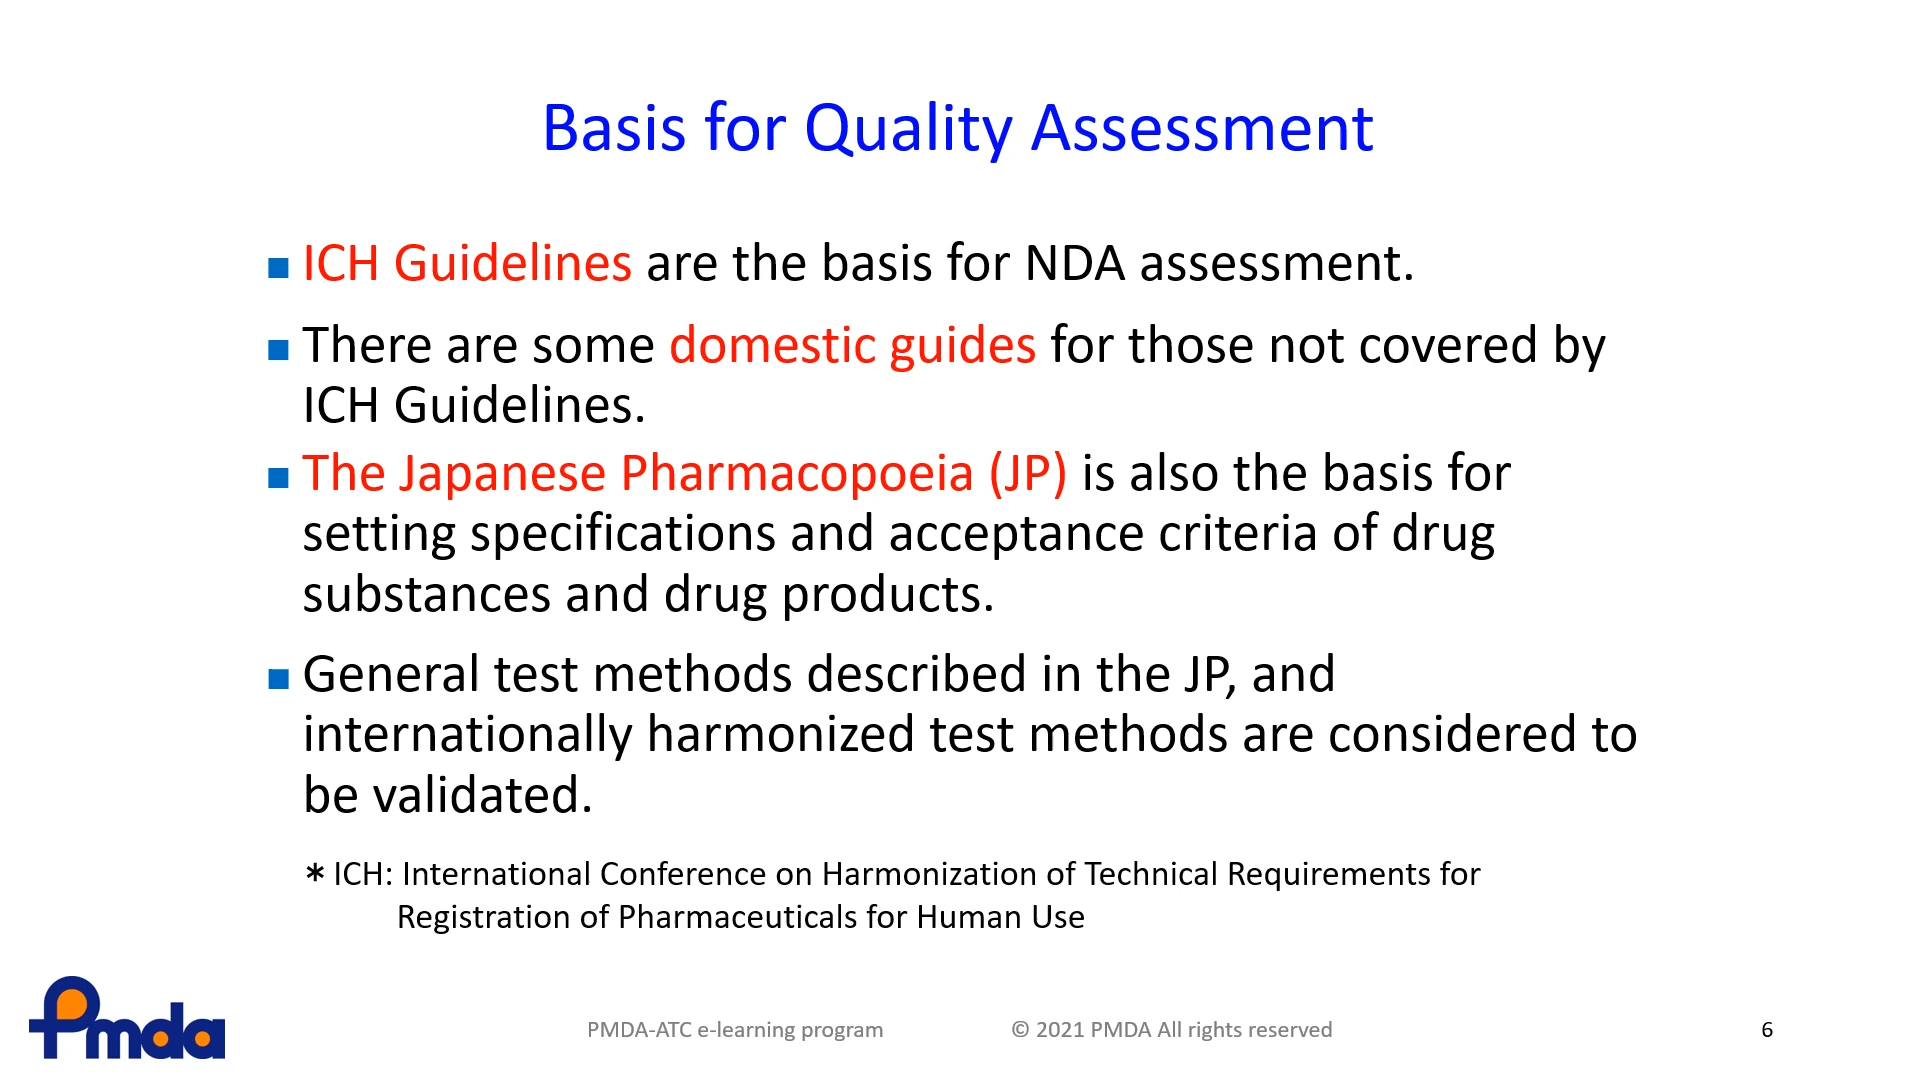 Basis for Quality Assessment
ICH Guidelines are the basis for NDA assessment.
There are some domestic guides for those not covered by
ICH Guidelines.
The Japanese Pharmacopoeia (JP) is also the basis for
setting specifications and acceptance criteria of drug
substances and drug products.
General test methods described in the JP, and
internationally harmonized test methods are considered to
be validated.
* ICH: International Conference on Harmonization of Technical Requirements for
Registration of Pharmaceuticals for Human Use
Pmda
PMDA-ATC e-learning program
© 2021 PMDA All rights reserved
6